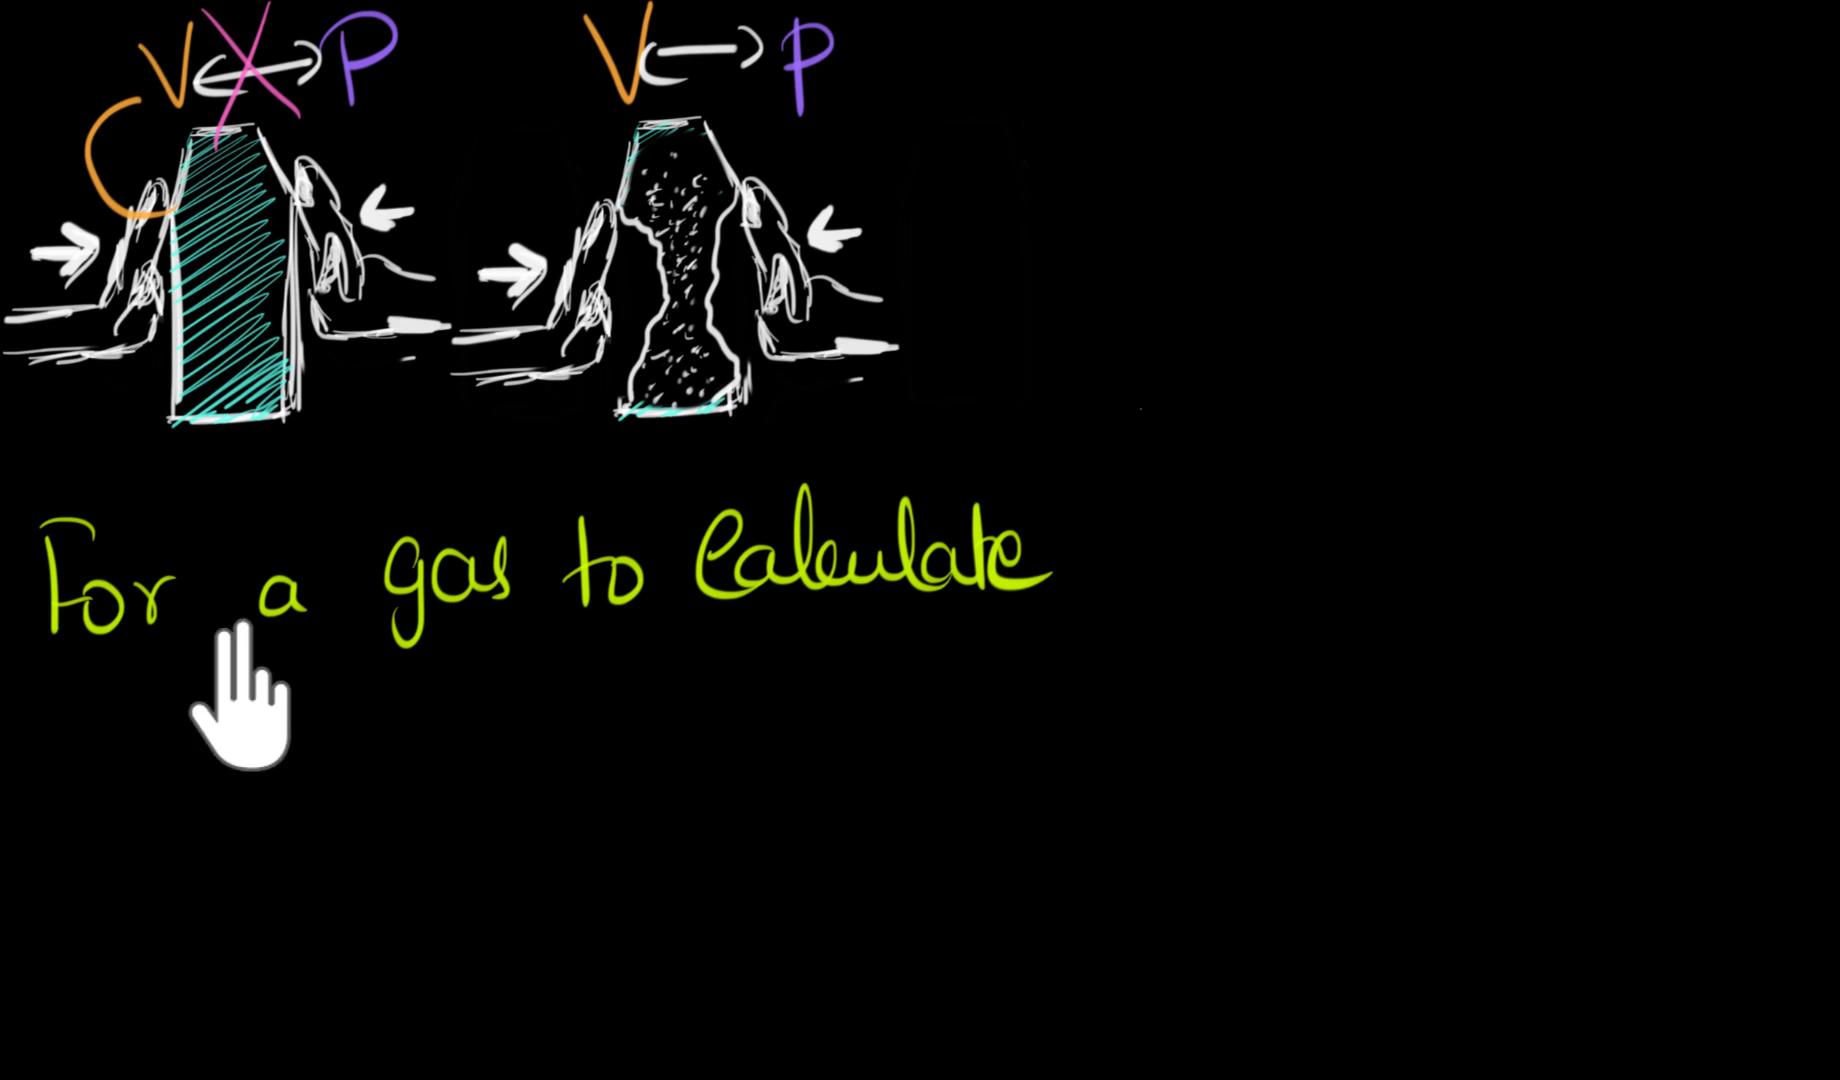 V ↔ P V ↔ P
For a gas to Calculate